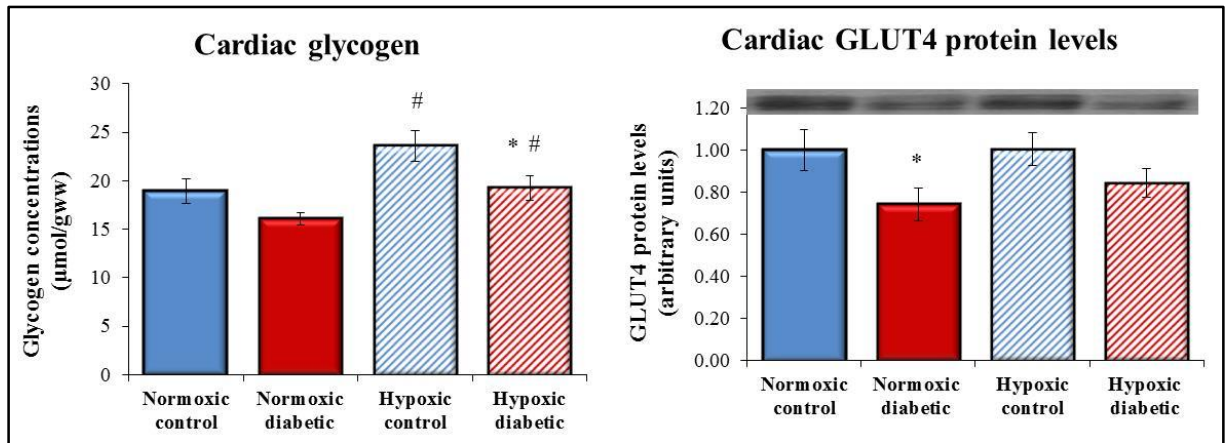 Cardiac glycogen
Glycogen concentrations
(µmol/gww)
30
25
20
15
10
5
0
#
* #
Normoxic
control
Normoxic
diabetic
Hypoxic
control
Hypoxic
diabetic
Cardiac GLUT4 protein levels
GLUT4 protein levels
(arbitrary units)
1.20
1.00
0.80
0.60
0.40
0.20
0.00
*
Normoxic
control
Normoxic
diabetic
Hypoxic
control
Hypoxic
diabetic